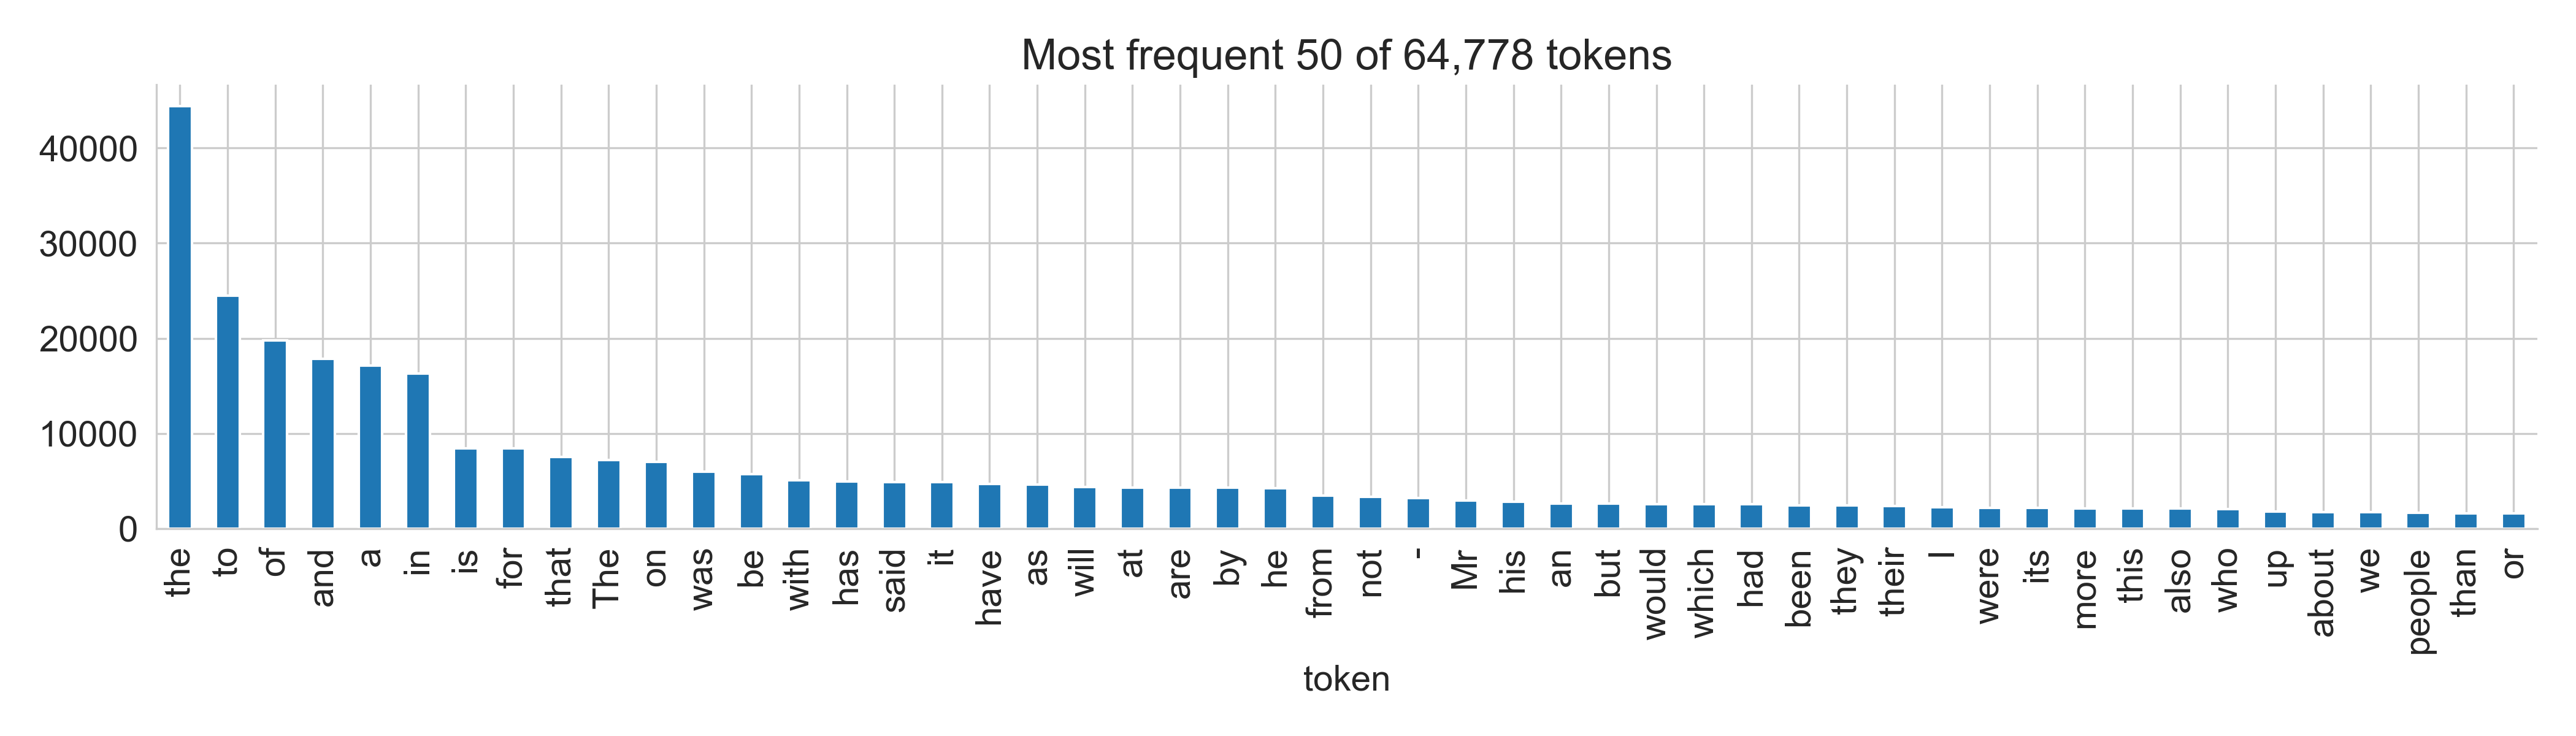 Most frequent 50 of 64,778 tokens
40000
30000
20000
10000
0
the to of and a in is for that The on was be with has said it have as will at are by he from not - Mr his an but would which had been they their I were its more this also who up about we people than or
token